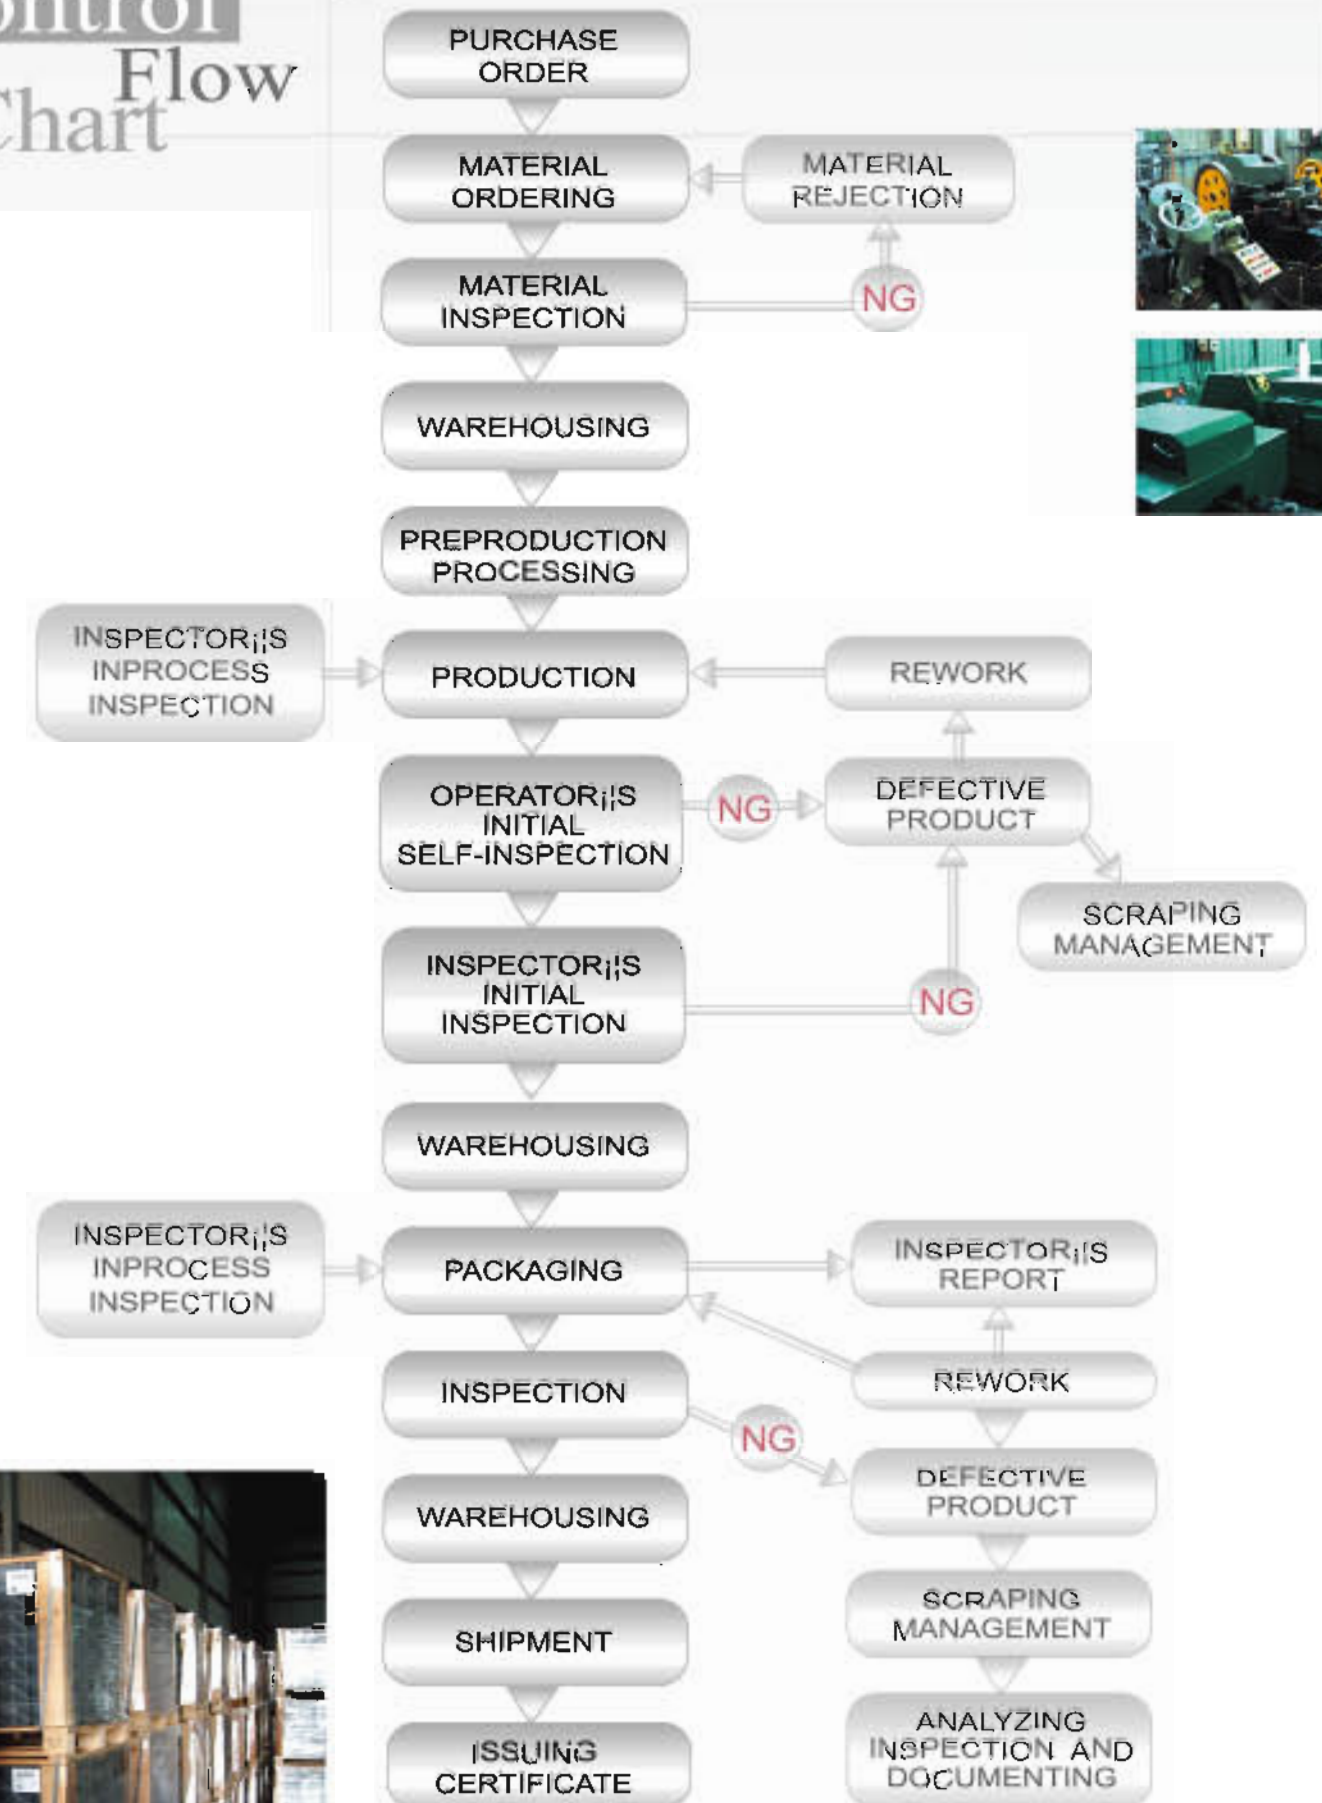 ontrol
Flow
Chart
PURCHASE
ORDER
MATERIAL
ORDERING
MATERIAL
REJECTION
MATERIAL
INSPECTION
NG
WAREHOUSING
PREPRODUCTION
PROCESSING
INSPECTOR¡¦S
INPROCESS
INSPECTION
PRODUCTION
REWORK
OPERATOR¡¦S
INITIAL
SELF-INSPECTION
NG
DEFECTIVE
PRODUCT
SCRAPING
MANAGEMENT
INSPECTOR¡¦S
INITIAL
INSPECTION
NG
WAREHOUSING
INSPECTOR¡¦S
INPROCESS
INSPECTION
PACKAGING
INSPECTOR¡¦S
REPORT
INSPECTION
REWORK
NG
DEFECTIVE
PRODUCT
WAREHOUSING
SCRAPING
MANAGEMENT
SHIPMENT
ISSUING
CERTIFICATE
ANALYZING
INSPECTION AND
DOCUMENTING